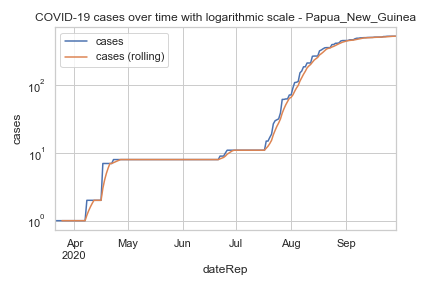 COVID-19 cases over time with logarithmic scale - Papua_New_Guinea
cases
cases (rolling)
10²
10¹
10⁰
cases
Apr
2020
May
Jun
Jul
Aug
Sep
dateRep